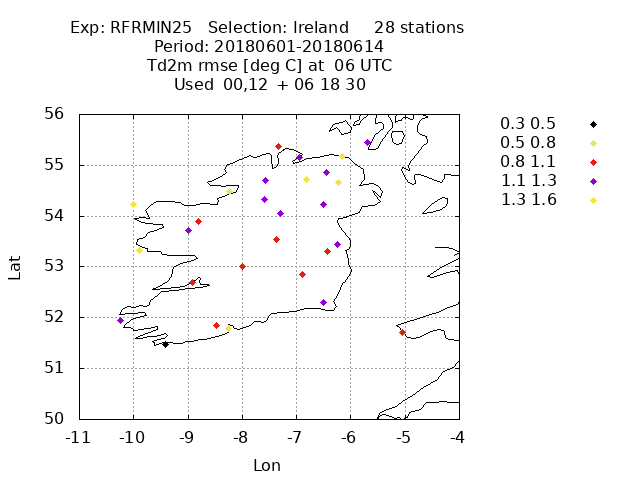 Exp: RFRMIN25 Selection: Ireland 28 stations
Period: 20180601-20180614
Td2m rmse [deg C] at 06 UTC
Used 00,12 + 06 18 30
0.3 0.5
0.5 0.8
0.8 1.1
1.1 1.3
1.3 1.6
56
55
54
53
52
51
50
Lat
-11 -10 -9 -8 -7 -6 -5 -4
Lon